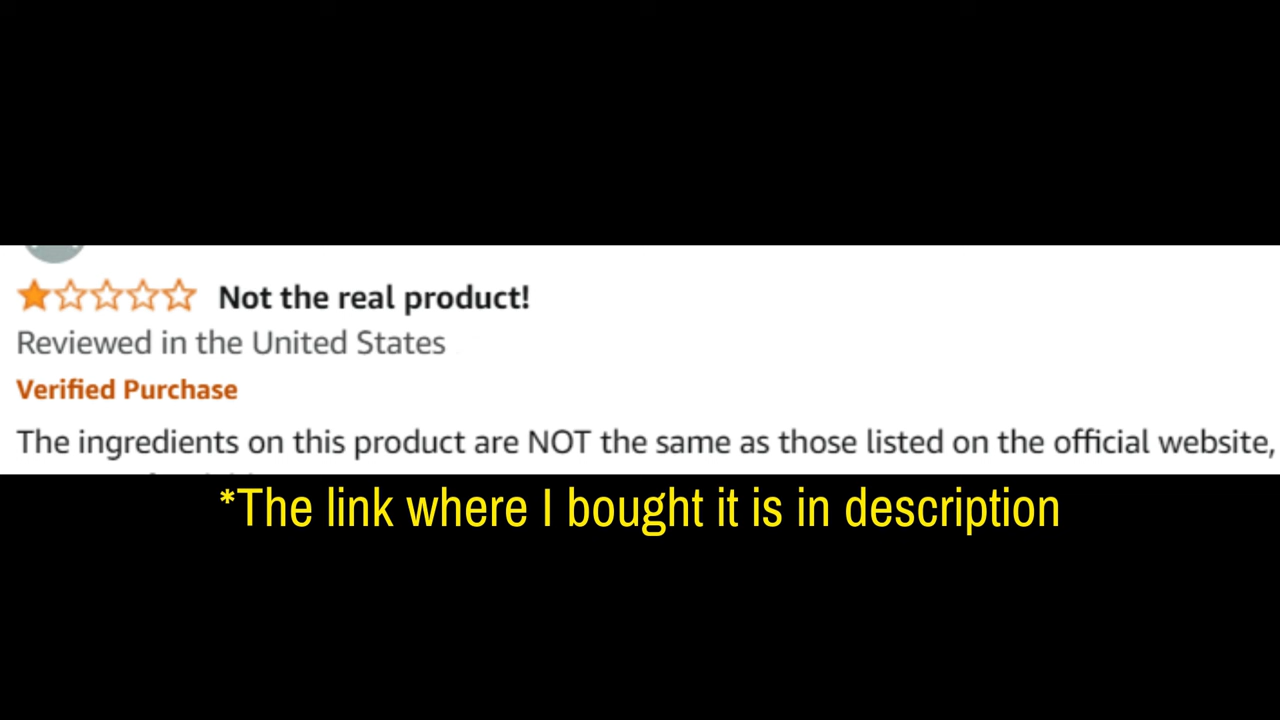 Not the real product!
Reviewed in the United States
Verified Purchase
The ingredients on this product are NOT the same as those listed on the official website,
*The link where I bought it is in description